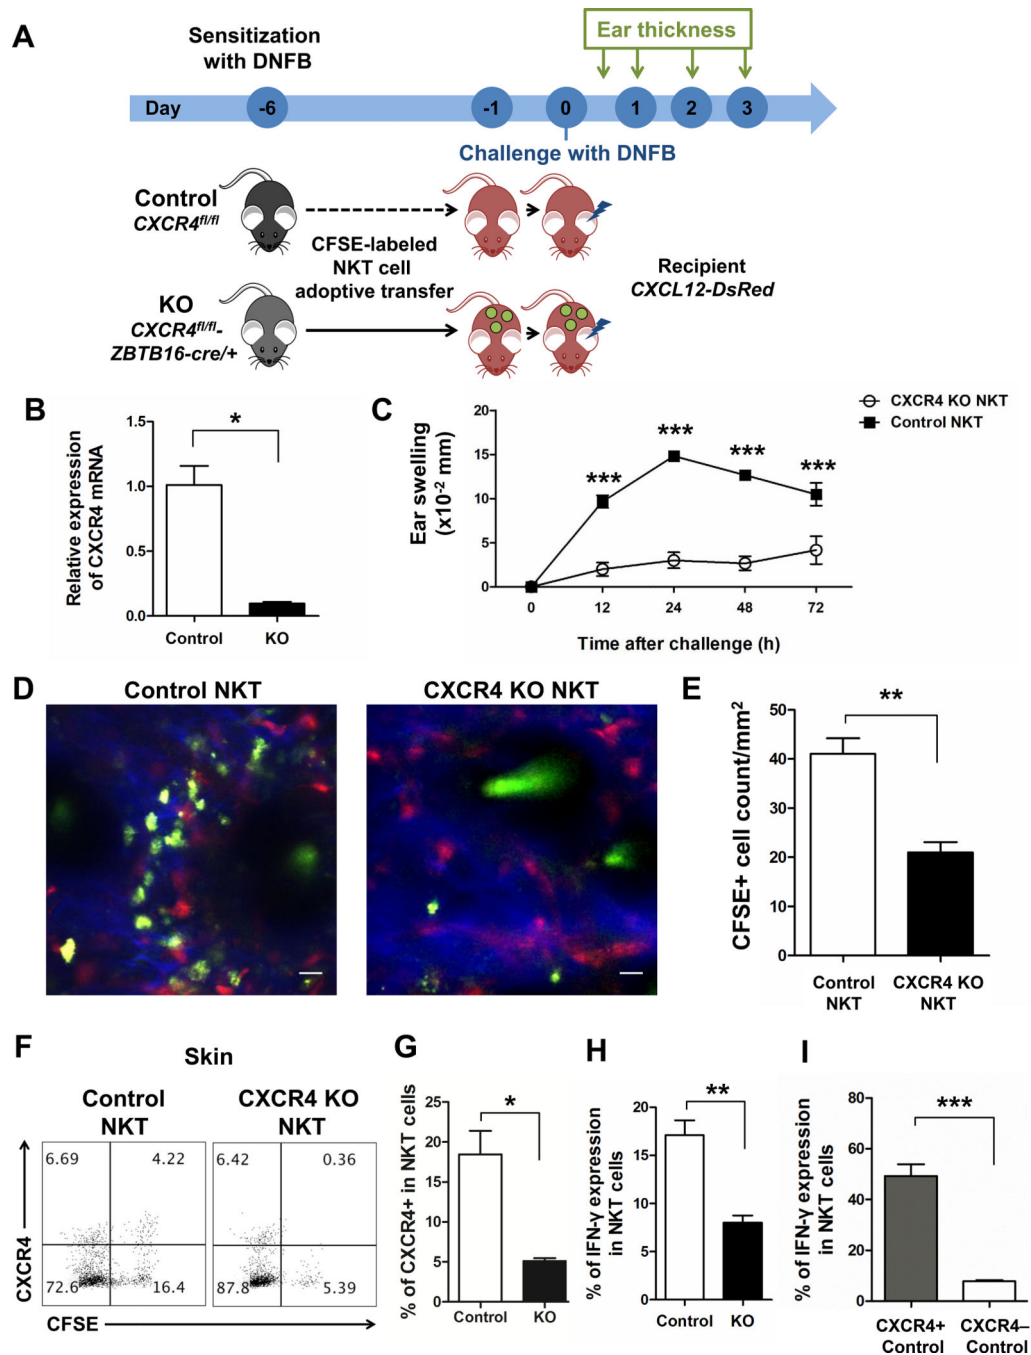 A
Sensitization
with DNFB
Ear thickness
Day -6 -1 0 1 2 3
Challenge with DNFB
Control
CXCR4fl/fl
CFSE-labeled
NKT cell
adoptive transfer
Recipient
CXCL12-DsRed
KO
CXCR4fl/fl-
ZBTB16-cre/+
B
Relative expression
of CXCR4 mRNA
1.5
1.0
0.5
0.0
*
Control KO
C
CXCR4 KO NKT
Control NKT
Ear swelling
(x10-2 mm)
20
15
10
5
0
*** *** *** ***
0 12 24 48 72
Time after challenge (h)
D
Control NKT CXCR4 KO NKT
E
CFSE+ cell count/mm2
50
40
30
20
10
0
**
Control
NKT
CXCR4 KO
NKT
F
Skin
Control
NKT
CXCR4 KO
NKT
6.69 4.22
72.6 16.4
6.42 0.36
87.8 5.39
CXCR4
CFSE
G
% of CXCR4+ in NKT cells
25
20
15
10
5
0
*
Control KO
H
% of IFN-γ expression
in NKT cells
20
15
10
5
0
**
Control KO
I
% of IFN-γ expression
in NKT cells
80
60
40
20
0
***
CXCR4+
Control
CXCR4–
Control